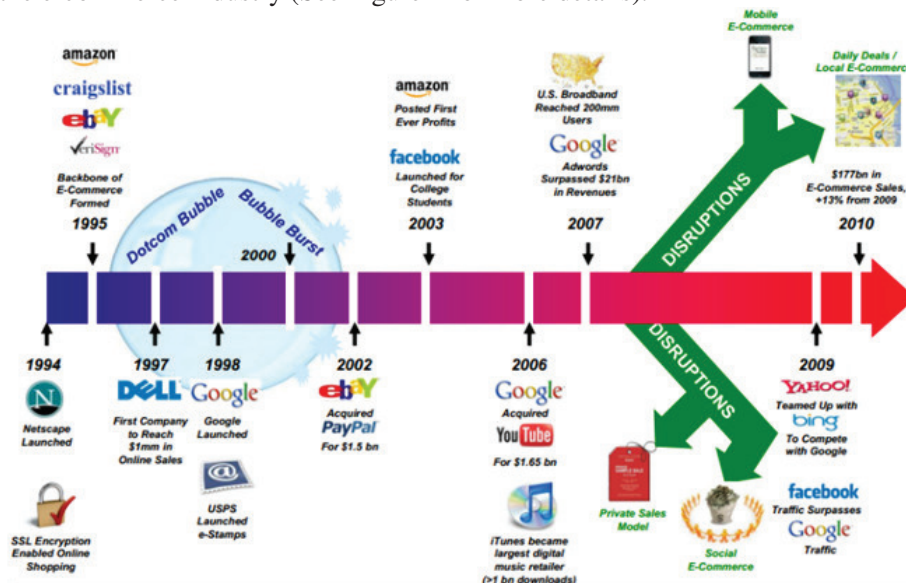 industry (See Figure for more details).
amazon
craigslist
ebay
VeriSign
Backbone of
E-Commerce
Formed
1995
Dotcom Bubble
Bubble Burst
2000
amazon
Posted First
Ever Profits
facebook
Launched for
College
Students
2003
U.S. Broadband
Reached 200mm
Users
Google
Adwords
Surpassed $21bn
in Revenues
2007
Mobile
E-Commerce
Daily Deals /
Local E-Commerc
$177bn in
E-Commerce Sales,
+13% from 2009
2010
DISRUPTIONS
DISRUPTIONS
1994
N
Netscape
Launched
SSL Encryption
Enabled Online
Shopping
1997
DELL
First Company
to Reach
$1mm in
Online Sales
1998
Google
Google
Launched
@
USPS
Launched
e-Stamps
2002
ebay
Acquired
PayPal
For $1.5 bn
2006
Google
Acquired
YouTube
For $1.65 bn
iTunes became
largest digital
music retailer
(>1 bn downloads)
Private Sales
Model
Social
E-Commerce
2009
YAHOO!
Teamed Up with
bing
To Compete
with Google
facebook
Traffic Surpasses
Google
Traffic